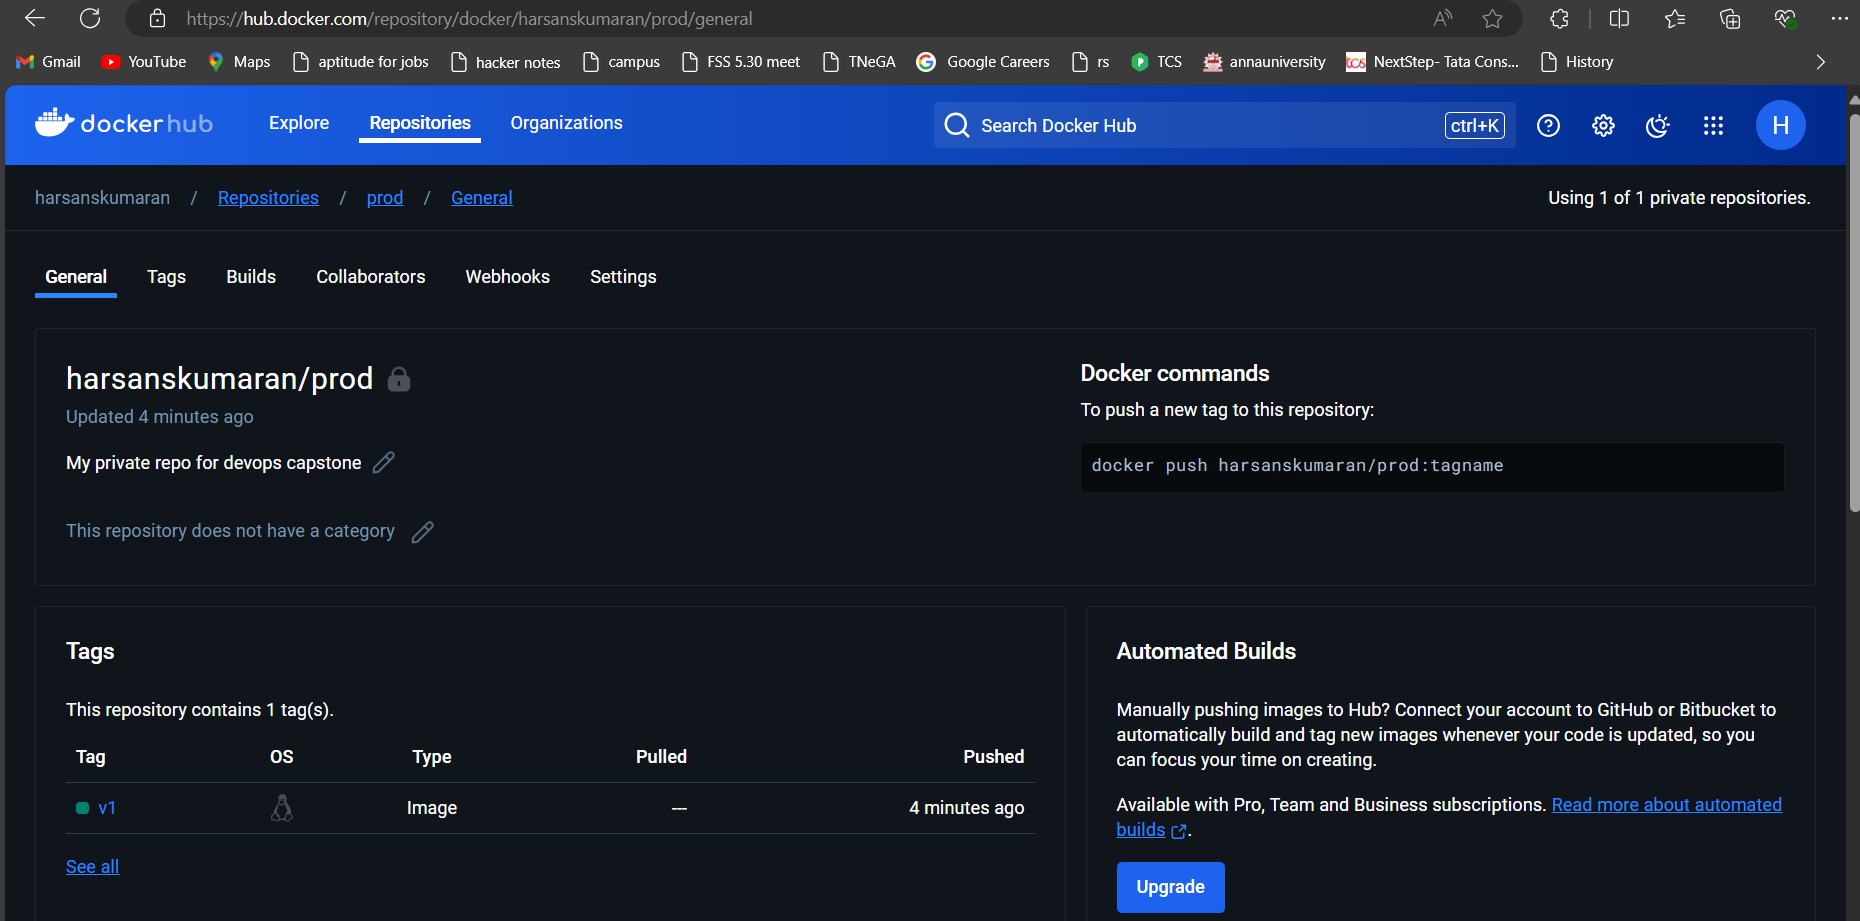 https://hub.docker.com/repository/docker/harsanskumaran/prod/general
Gmail YouTube Maps aptitude for jobs hacker notes campus FSS 5.30 meet TNeGA Google Careers rs TCS annauniversity NextStep- Tata Cons... History
docker hub Explore Repositories Organizations Search Docker Hub ctrl+K H
harsanskumaran / Repositories / prod / General Using 1 of 1 private repositories.
General Tags Builds Collaborators Webhooks Settings
harsanskumaran/prod
Updated 4 minutes ago
My private repo for devops capstone
This repository does not have a category
Docker commands
To push a new tag to this repository:
docker push harsanskumaran/prod:tagname
Tags
This repository contains 1 tag(s).
Tag OS Type Pulled Pushed
v1 Image --- 4 minutes ago
See all
Automated Builds
Manually pushing images to Hub? Connect your account to GitHub or Bitbucket to
automatically build and tag new images whenever your code is updated, so you
can focus your time on creating.
Available with Pro, Team and Business subscriptions. Read more about automated
builds .
Upgrade